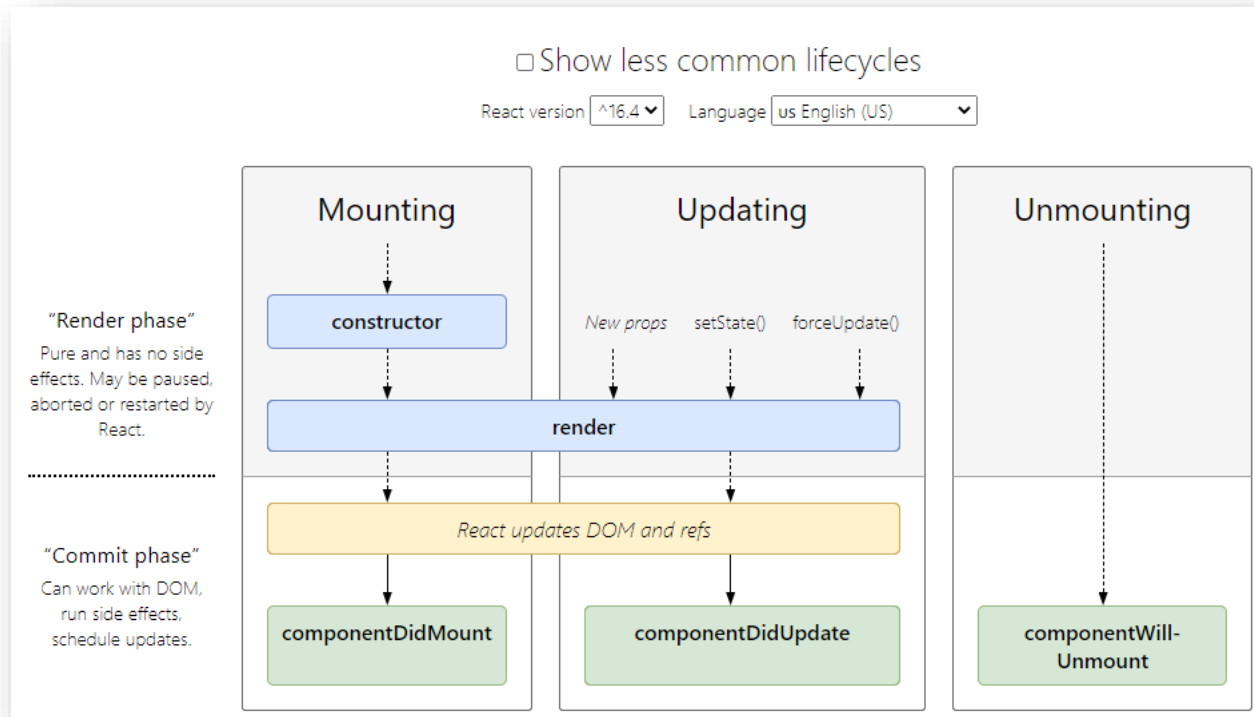 Show less common lifecycles
React version ^16.4 Language us English (US)
Mounting
Updating
Unmounting
“Render phase”
Pure and has no side
effects. May be paused,
aborted or restarted by
React.
constructor
New props setState() forceUpdate()
render
React updates DOM and refs
“Commit phase”
Can work with DOM,
run side effects,
schedule updates.
componentDidMount
componentDidUpdate
componentWill-
Unmount